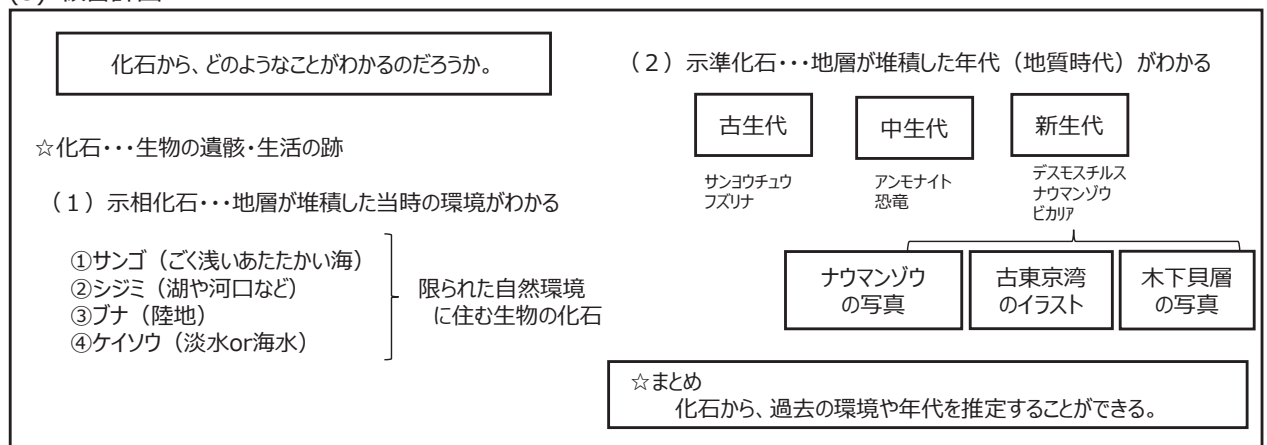 化石から、どのようなことがわかるのだろうか。
☆化石・・・生物の遺骸・生活の跡
（１）示相化石・・・地層が堆積した当時の環境がわかる
①サンゴ（ごく浅いあたたかい海）
②シジミ（湖や河口など）
③ブナ（陸地）
④ケイソウ（淡水or海水）
限られた自然環境
に住む生物の化石
（２）示準化石・・・地層が堆積した年代（地質時代）がわかる
古生代
サンヨウチュウ
フズリナ
中生代
アンモナイト
恐竜
新生代
デスモスチルス
ナウマンゾウ
ビカリア
ナウマンゾウ
の写真
古東京湾
のイラスト
木下貝層
の写真
☆まとめ
化石から、過去の環境や年代を推定することができる。